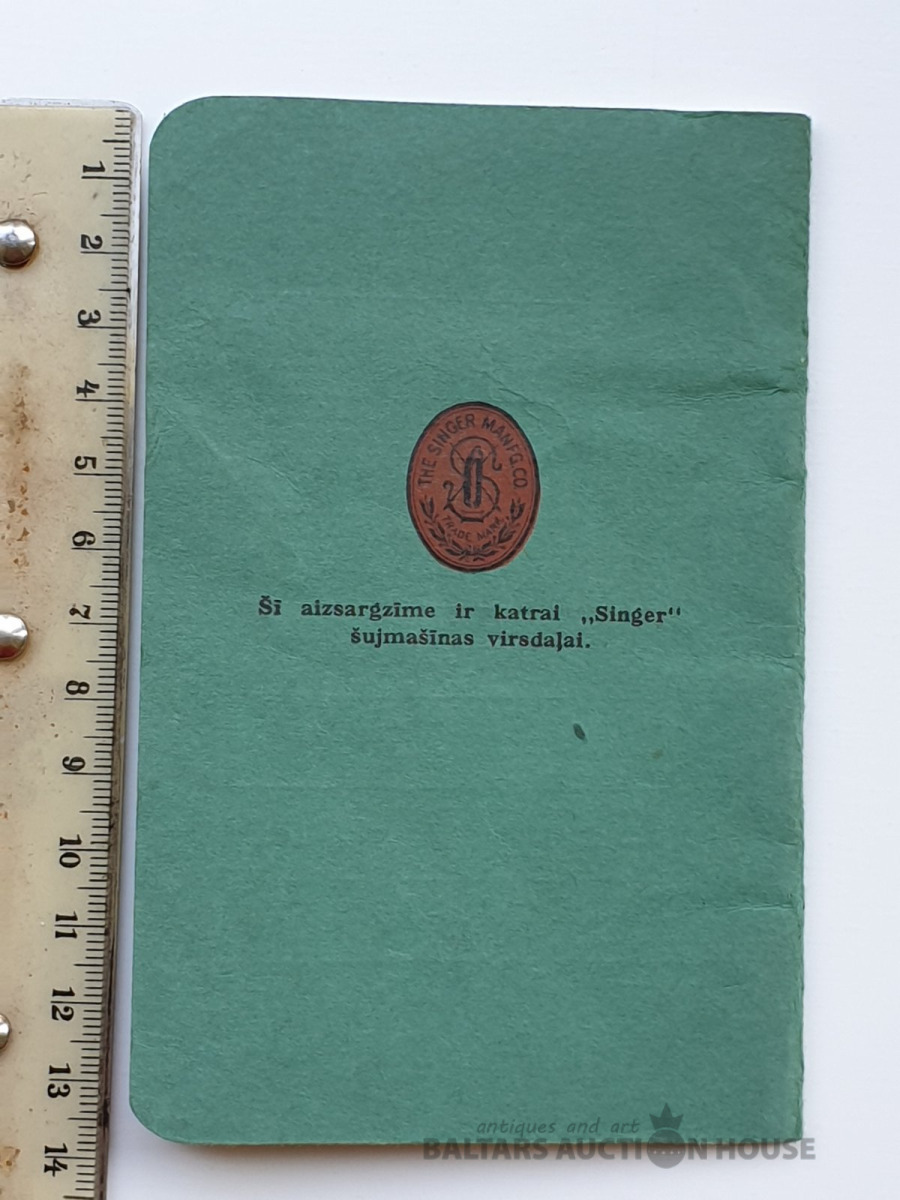 1
2
3
4
5
6
7
8
9
10
11
12
13
14
THE SINGER MANFG. CO.
S
TRADE MARK
Šī aizsargzīme ir katrai „Singer“
šujmašīnas virsdaļai.
antiques and art
BALTARS AUCTION HOUSE